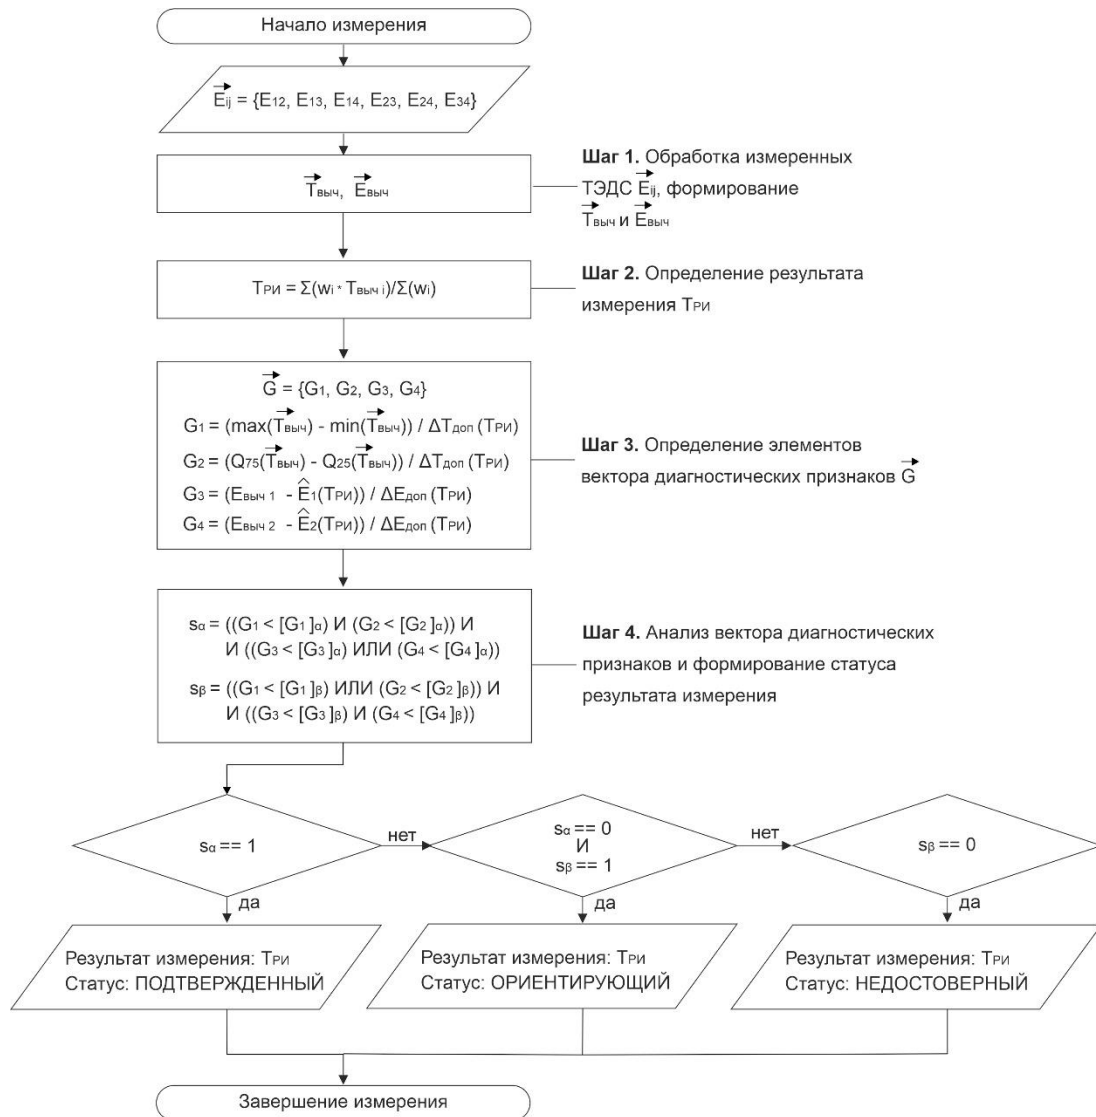 Начало измерения
E⃗ij = {E12, E13, E14, E23, E24, E34}
T⃗выч, E⃗выч
Шаг 1. Обработка измеренных
ТЭДС E⃗ij, формирование
T⃗выч и E⃗выч
TРИ = Σ(wi * Tвыч i)/Σ(wi)
Шаг 2. Определение результата
измерения TРИ
G⃗ = {G1, G2, G3, G4}
G1 = (max(T⃗выч) - min(T⃗выч)) / ΔTдоп (TРИ)
G2 = (Q75(T⃗выч) - Q25(T⃗выч)) / ΔTдоп (TРИ)
G3 = (Eвыч 1 - Ê1(TРИ)) / ΔEдоп (TРИ)
G4 = (Eвыч 2 - Ê2(TРИ)) / ΔEдоп (TРИ)
Шаг 3. Определение элементов
вектора диагностических признаков G⃗
sα = ((G1 < [G1]α) И (G2 < [G2]α)) И
И ((G3 < [G3]α) ИЛИ (G4 < [G4]α))
sβ = ((G1 < [G1]β) ИЛИ (G2 < [G2]β)) И
И ((G3 < [G3]β) И (G4 < [G4]β))
Шаг 4. Анализ вектора диагностических
признаков и формирование статуса
результата измерения
sα == 1
нет
sα == 0
И
sβ == 1
нет
sβ == 0
да
да
да
Результат измерения: TРИ
Статус: ПОДТВЕРЖДЕННЫЙ
Результат измерения: TРИ
Статус: ОРИЕНТИРУЮЩИЙ
Результат измерения: TРИ
Статус: НЕДОСТОВЕРНЫЙ
Завершение измерения